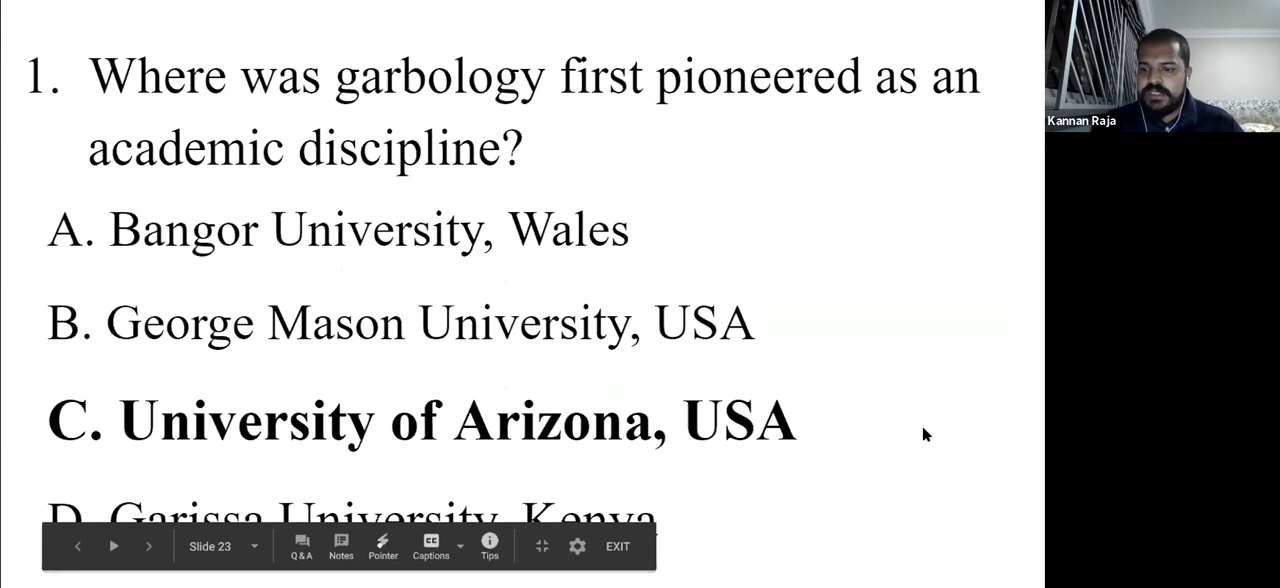 1. Where was garbology first pioneered as an
academic discipline?
A. Bangor University, Wales
B. George Mason University, USA
C. University of Arizona, USA
D. Garissa University, Kenya
Slide 23
Q&A
Notes
Pointer
CC
Captions
Tips
EXIT
Kannan Raja